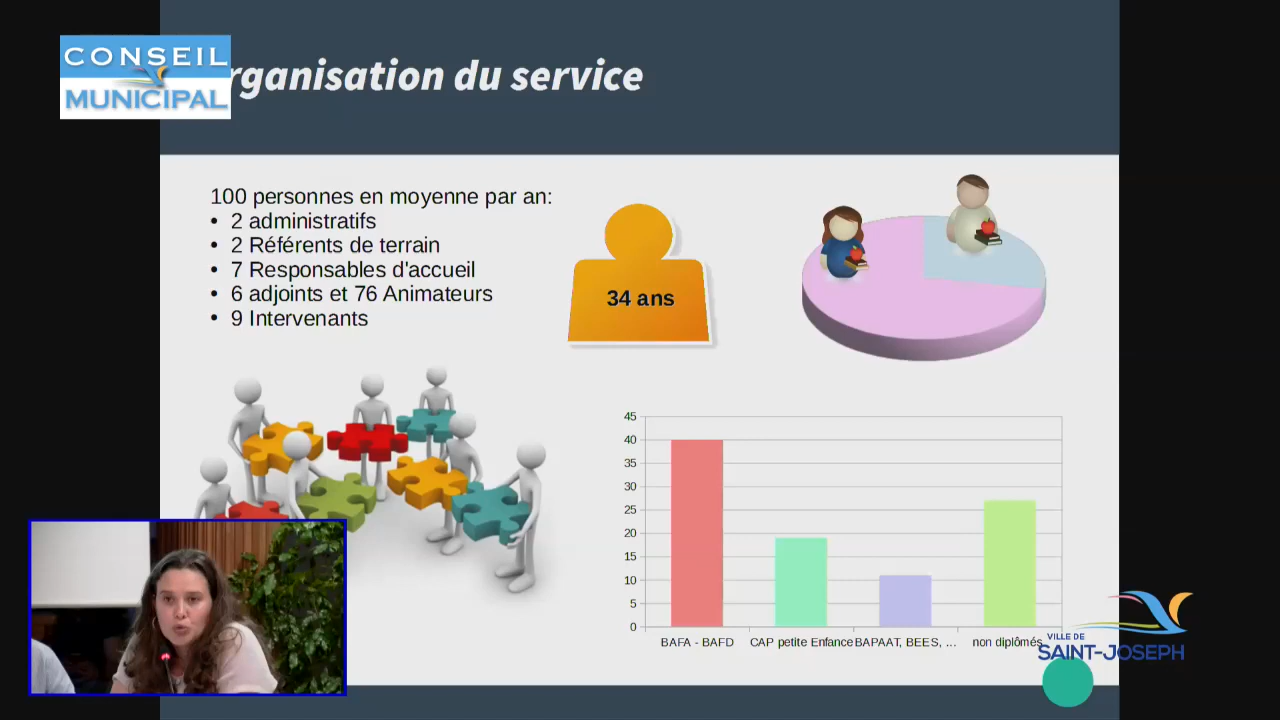 CONSEIL
MUNICIPAL
rganisation du service
100 personnes en moyenne par an:
• 2 administratifs
• 2 Référents de terrain
• 7 Responsables d'accueil
• 6 adjoints et 76 Animateurs
• 9 Intervenants
34 ans
45
40
35
30
25
20
15
10
5
0
BAFA - BAFD CAP petite Enfance BAPAAT, BEES, ... non diplômés
VILLE DE
SAINT-JOSEPH